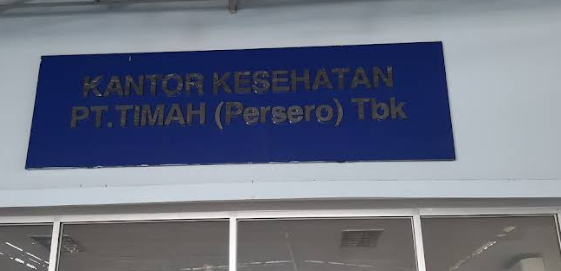 KANTOR KESEHATAN
PT.TIMAH (Persero) Tbk